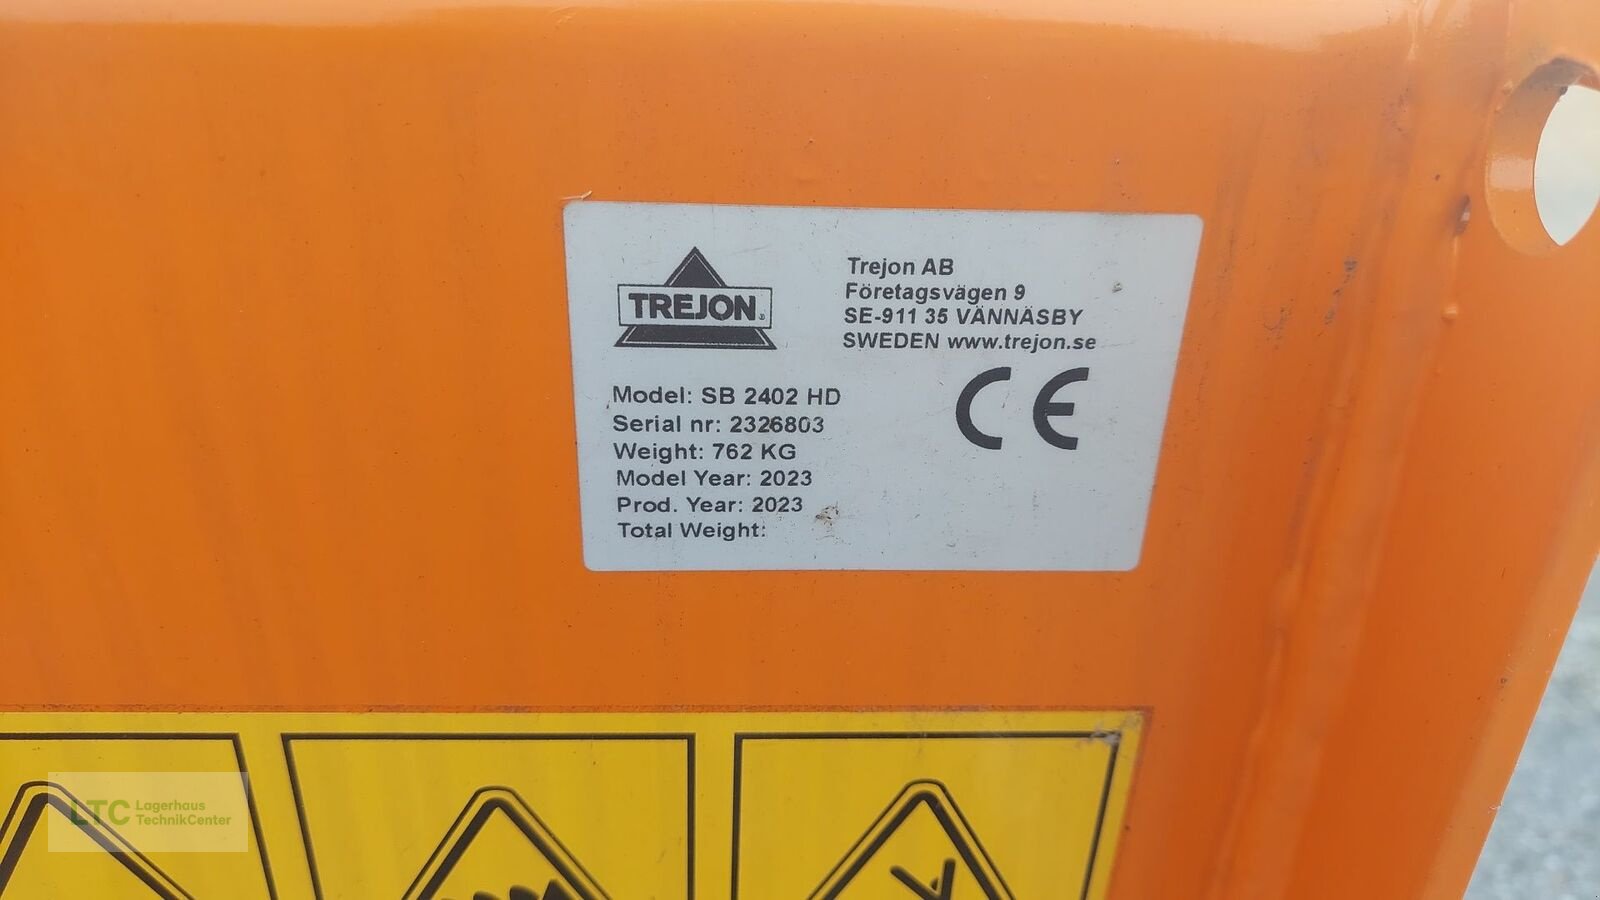 TREJON
Trejon AB
Företagsvägen 9
SE-911 35 VÄNNÄSBY
SWEDEN www.trejon.se
CE
Model: SB 2402 HD
Serial nr: 2326803
Weight: 762 KG
Model Year: 2023
Prod. Year: 2023
Total Weight:
LTC Lagerhaus
TechnikCenter